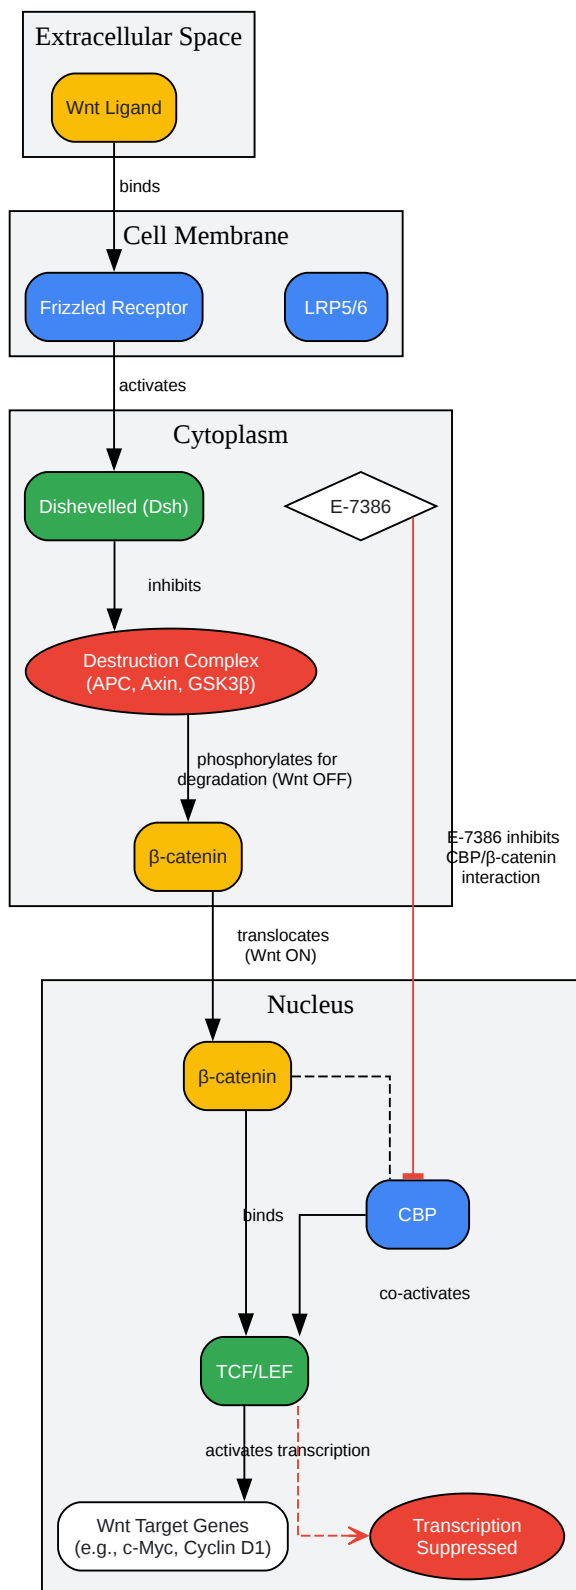 Extracellular Space
Wnt Ligand
binds
Cell Membrane
Frizzled Receptor
LRP5/6
activates
Cytoplasm
Dishevelled (Dsh)
E-7386
inhibits
Destruction Complex
(APC, Axin, GSK3β)
phosphorylates for
degradation (Wnt OFF)
β-catenin
E-7386 inhibits
CBP/β-catenin
interaction
translocates
(Wnt ON)
Nucleus
β-catenin
binds
CBP
co-activates
TCF/LEF
activates transcription
Wnt Target Genes
(e.g., c-Myc, Cyclin D1)
Transcription
Suppressed